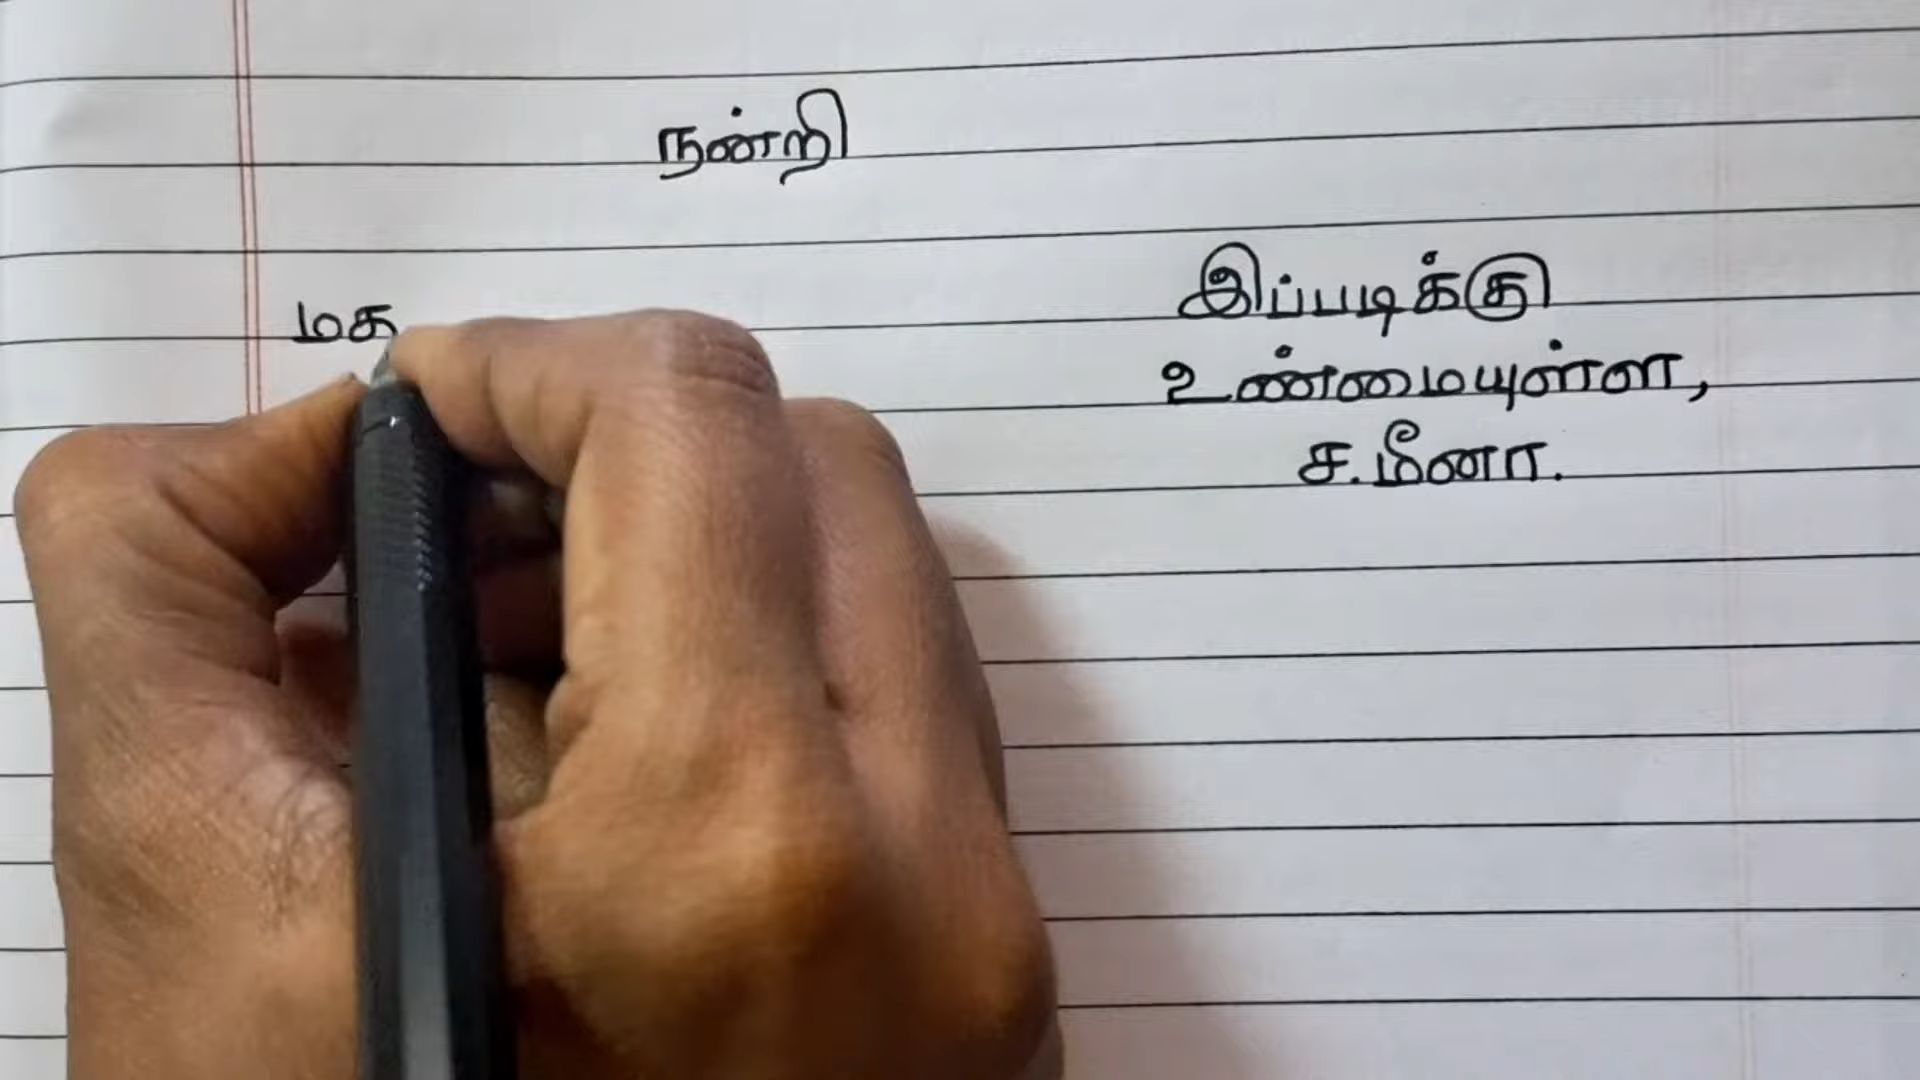 நன்றி
இப்படிக்கு
மக
உண்மையுள்ள,
ச.மீனா.